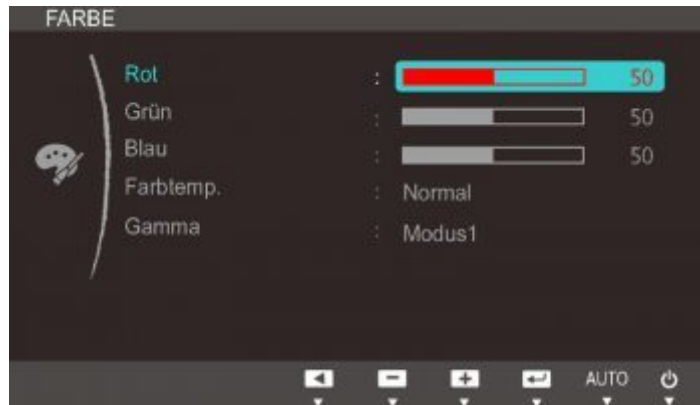 FARBE
Rot : 50
Grün : 50
Blau : 50
Farbtemp. : Normal
Gamma : Modus1
AUTO